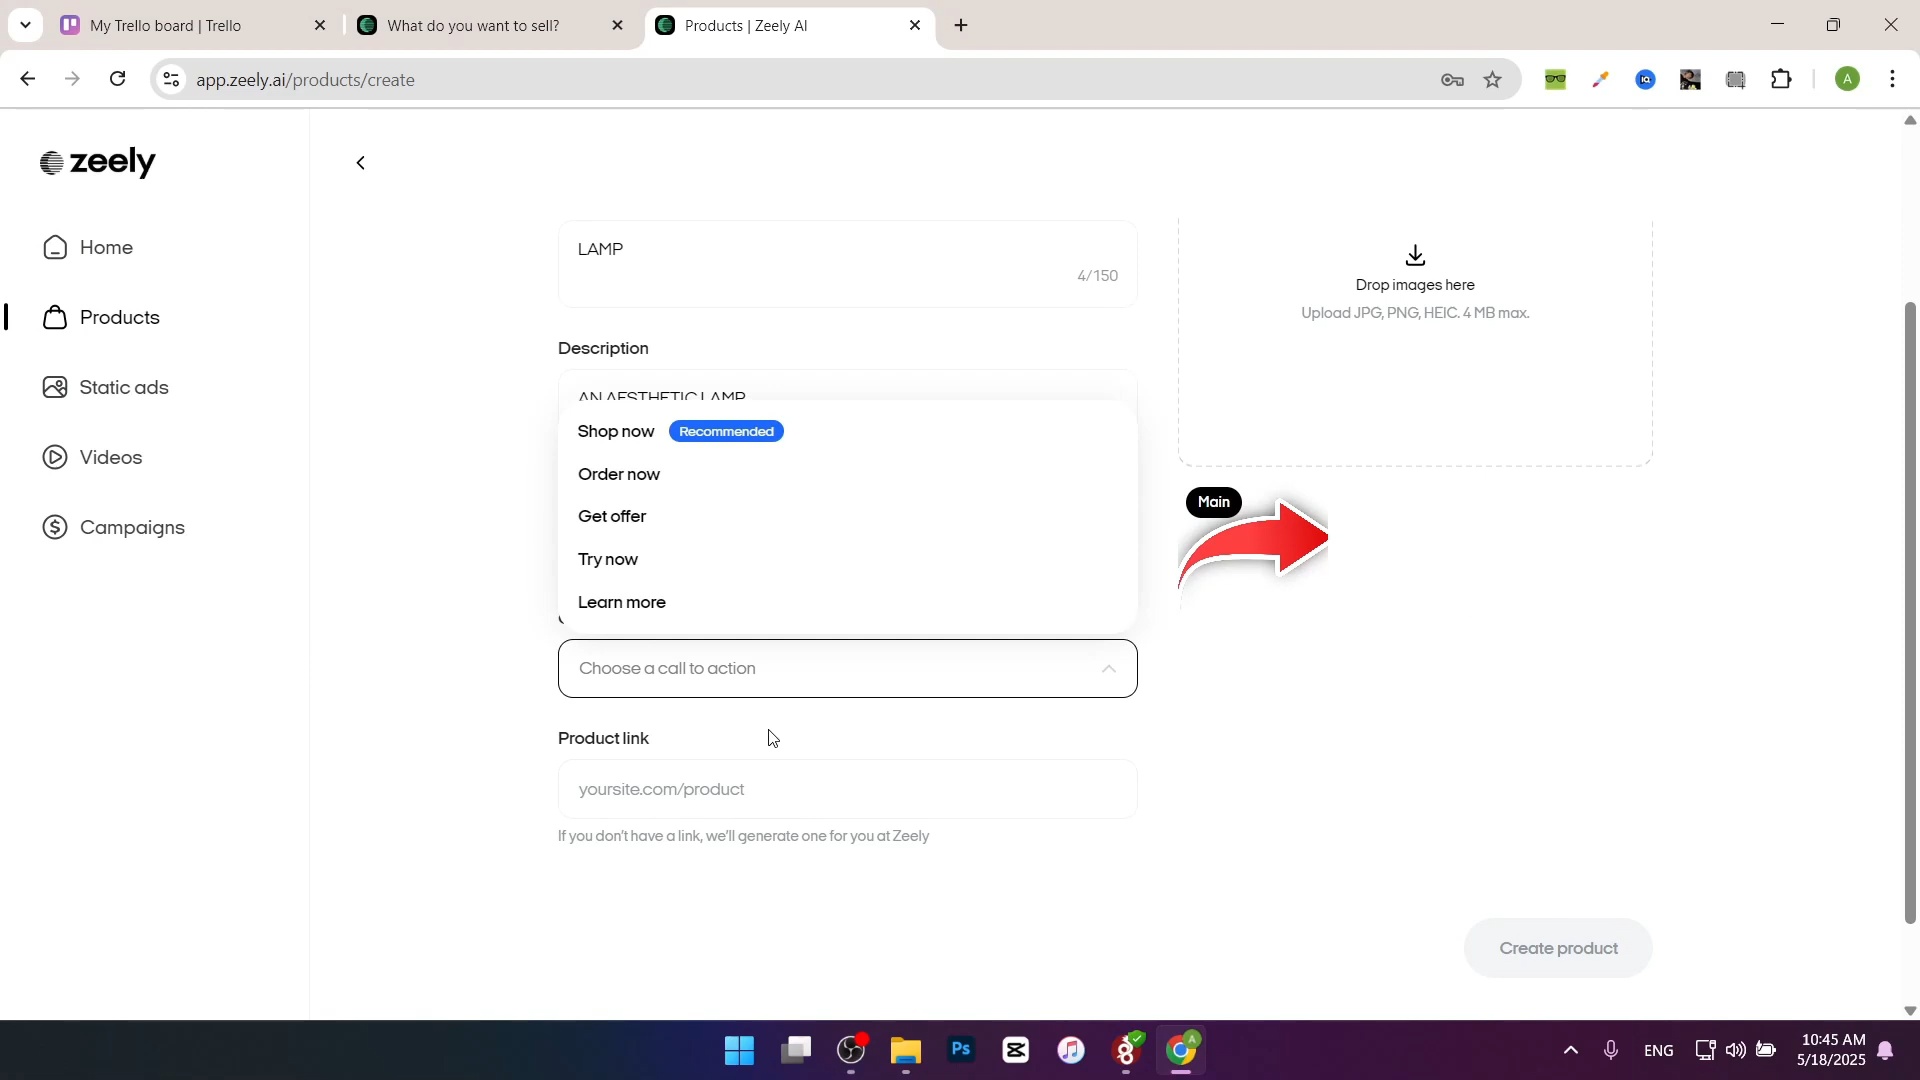 My Trello board | Trello
What do you want to sell?
Products | Zeely AI
app.zeely.ai/products/create
A
zeely
Home
Products
Static ads
Videos
Campaigns
LAMP
4/150
Description
AN AESTHETIC LAMP
Shop now Recommended
Order now
Get offer
Try now
Learn more
Choose a call to action
Product link
yoursite.com/product
If you don't have a link, we'll generate one for you at Zeely
Drop images here
Upload JPG, PNG, HEIC. 4 MB max.
Main
Create product
Ps
A
ENG
10:45 AM
5/18/2025